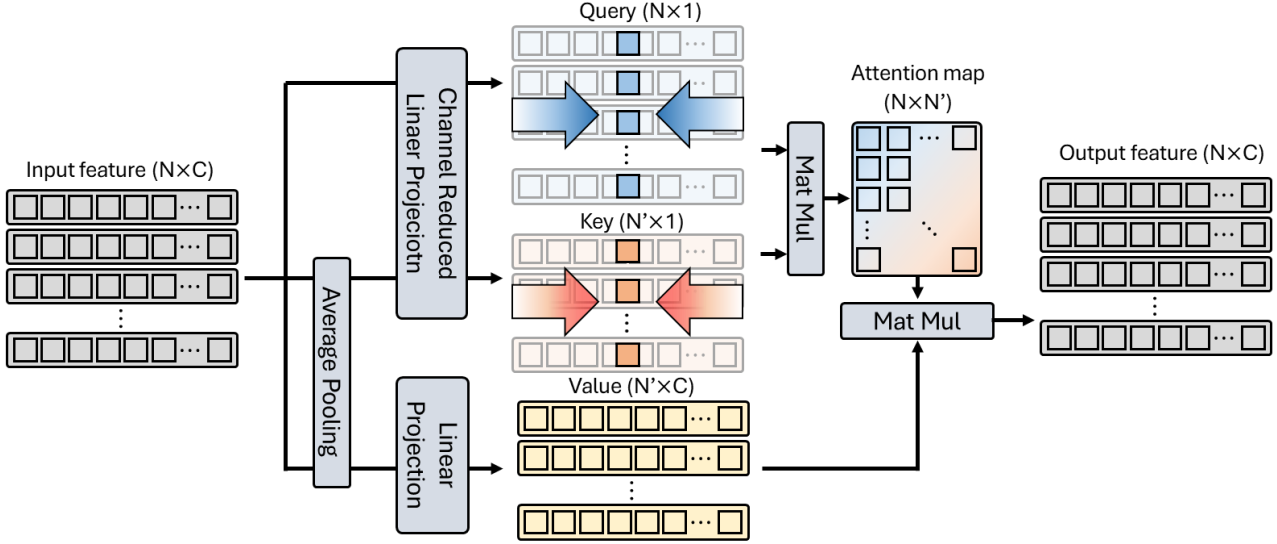 Input feature (N×C)
Average Pooling
Channel Reduced
Linaer Projeciotn
Linear
Projection
Query (N×1)
Key (N'×1)
Value (N'×C)
Mat Mul
Attention map
(N×N')
Mat Mul
Output feature (N×C)